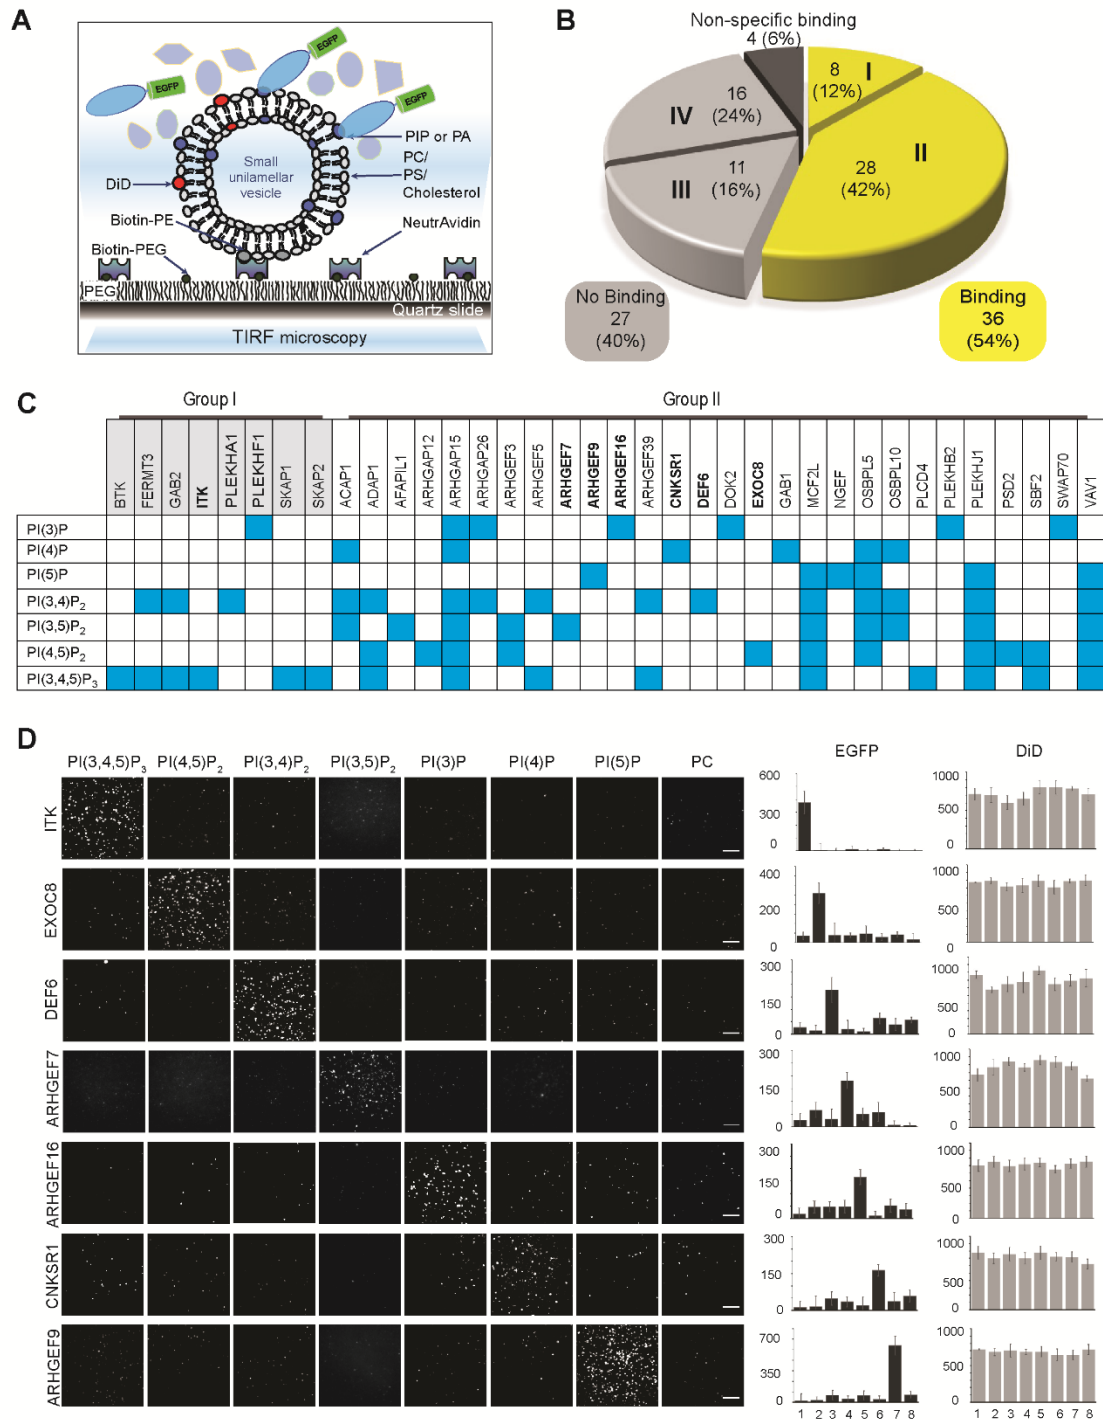 A
EGFP
EGFP
EGFP
Small
unilamellar
vesicle
PIP or PA
PC/
PS/
Cholesterol
DiD
Biotin-PE
NeutrAvidin
Biotin-PEG
PEG
Quartz slide
TIRF microscopy
B
Non-specific binding
4 (6%)
8
(12%)
I
28
(42%)
II
11
(16%)
III
16
(24%)
IV
No Binding
27
(40%)
Binding
36
(54%)
C
Group I
Group II
BTK
FERMT3
GAB2
ITK
PLEKHA1
PLEKHF1
SKAP1
SKAP2
ACAP1
ADAP1
AFAPIL1
ARHGAP12
ARHGAP15
ARHGAP26
ARHGEF3
ARHGEF5
ARHGEF7
ARHGEF9
ARHGEF16
ARHGEF39
CNKSR1
DEF6
DOK2
EXOC8
GAB1
MCF2L
NGEF
OSBPL5
OSBPL10
PLCD4
PLEKHB2
PLEKHJ1
PSD2
SBF2
SWAP70
VAV1
PI(3)P
PI(4)P
PI(5)P
PI(3,4)P2
PI(3,5)P2
PI(4,5)P2
PI(3,4,5)P3
D
PI(3,4,5)P3 PI(4,5)P2 PI(3,4)P2 PI(3,5)P2 PI(3)P PI(4)P PI(5)P PC EGFP DiD
ITK
600
300
0
1000
500
0
EXOC8
400
200
0
1000
500
0
DEF6
300
150
0
1000
500
0
ARHGEF7
300
150
0
1000
500
0
ARHGEF16
300
150
0
1000
500
0
CNKSR1
300
150
0
1000
500
0
ARHGEF9
700
350
0
1000
500
0
1 2 3 4 5 6 7 8
1 2 3 4 5 6 7 8